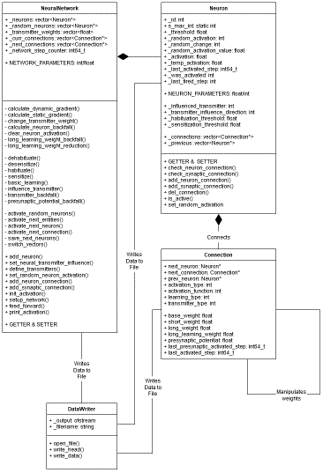 NeuralNetwork
- _neurons: vector<Neuron*>
- _random_neurons: vector<Neuron*>
- _transmitter_weights: vector<float>
- _curr_connections: vector<Connection*>
- _next_connections: vector<Connection*>
- _network_step_counter: int64_t
+ NETWORK_PARAMETERS: int/float
- calculate_dynamic_gradient()
- calculate_static_gradient()
- change_transmitter_weight()
- calculate_neuron_backfall()
- clear_neuron_activation()
- long_learning_weight_backfall()
- long_learning_weight_reduction()
- dehabituate()
- desensitize()
- habituate()
- sensitize()
- basic_learning()
- influence_transmitter()
- transmitter_backfall()
- presynaptic_potential_backfall()
- activate_random_neurons()
- activate_next_entities()
- activate_next_neuron()
- activate_next_connection()
- save_next_neurons()
- switch_vectors()
+ add_neuron()
+ set_neural_transmitter_influence()
+ define_transmitters()
+ set_random_neuron_activation()
+ add_neuron_connection()
+ add_synaptic_connection()
+ init_activation()
+ setup_network()
+ feed_forward()
+ print_activation()
+ GETTER & SETTER
Neuron
- _id: int
- s_max_int: static int
- _threshold: float
- _random_activation: int
- _random_change: int
- _random_activation_value: float
- _activation: float
- _temp_activation: float
- _last_activated_step: int64_t
- _was_activated: int
- _last_fired_step: int
+ NEURON_PARAMETERS: float/int
- _influenced_transmitter: int
- _transmitter_influence_direction: int
- _habituation_threshold: float
- _sensitization_threshold: float
- _connections: vector<Connection*>
- _previous: vector<Neuron*>
+ GETTER & SETTER
+ check_neuron_connection()
+ check_synaptic_connection()
+ add_neuron_connection()
+ add_synaptic_connection()
+ del_connection()
+ is_active()
+ set_random_activation
Connects
Connection
+ next_neuron: Neuron*
+ next_connection: Connection*
+ prev_neuron: Neuron*
+ activation_type: int
+ activation_function: int
+ learning_type: int
+ transmitter_type: int
+ base_weight: float
+ short_weight: float
+ long_weight: float
+ long_learning_weight: float
+ presynaptic_potential: float
+ last_presynaptic_activated_step: int64_t
+ last_activated_step: int64_t
Manipulates
weights
Writes
Data to
File
Writes
Data to
File
Writes
Data to
File
DataWriter
+ _output: ofstream
+ _filename: string
+ open_file()
+ write_head()
+ write_data()